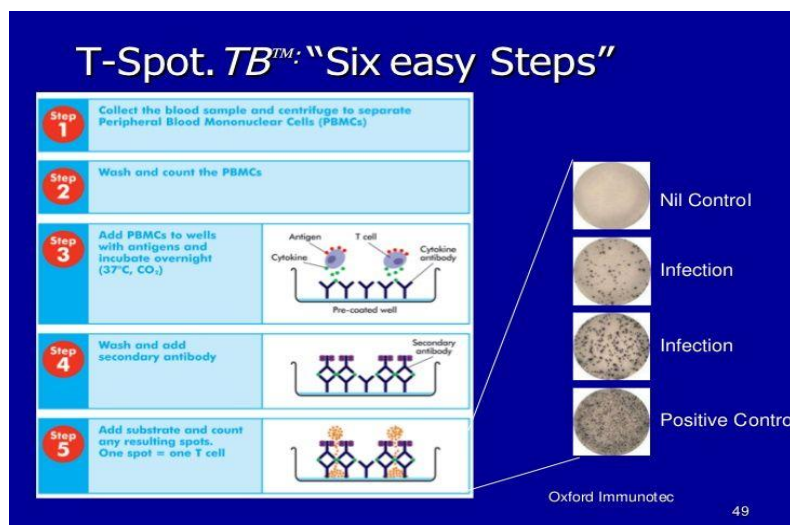 T-Spot.TB™: "Six easy Steps"
Step
1
Collect the blood sample and centrifuge to separate
Peripheral Blood Mononuclear Cells (PBMCs)
Step
2
Wash and count the PBMCs
Step
3
Add PBMCs to wells
with antigens and
incubate overnight
(37°C, CO₂)
Antigen
T cell
Cytokine
Cytokine
antibody
Pre-coated well
Step
4
Wash and add
secondary antibody
Secondary
antibody
Step
5
Add substrate and count
any resulting spots.
One spot = one T cell
Nil Control
Infection
Infection
Positive Contro
Oxford Immunotec
49